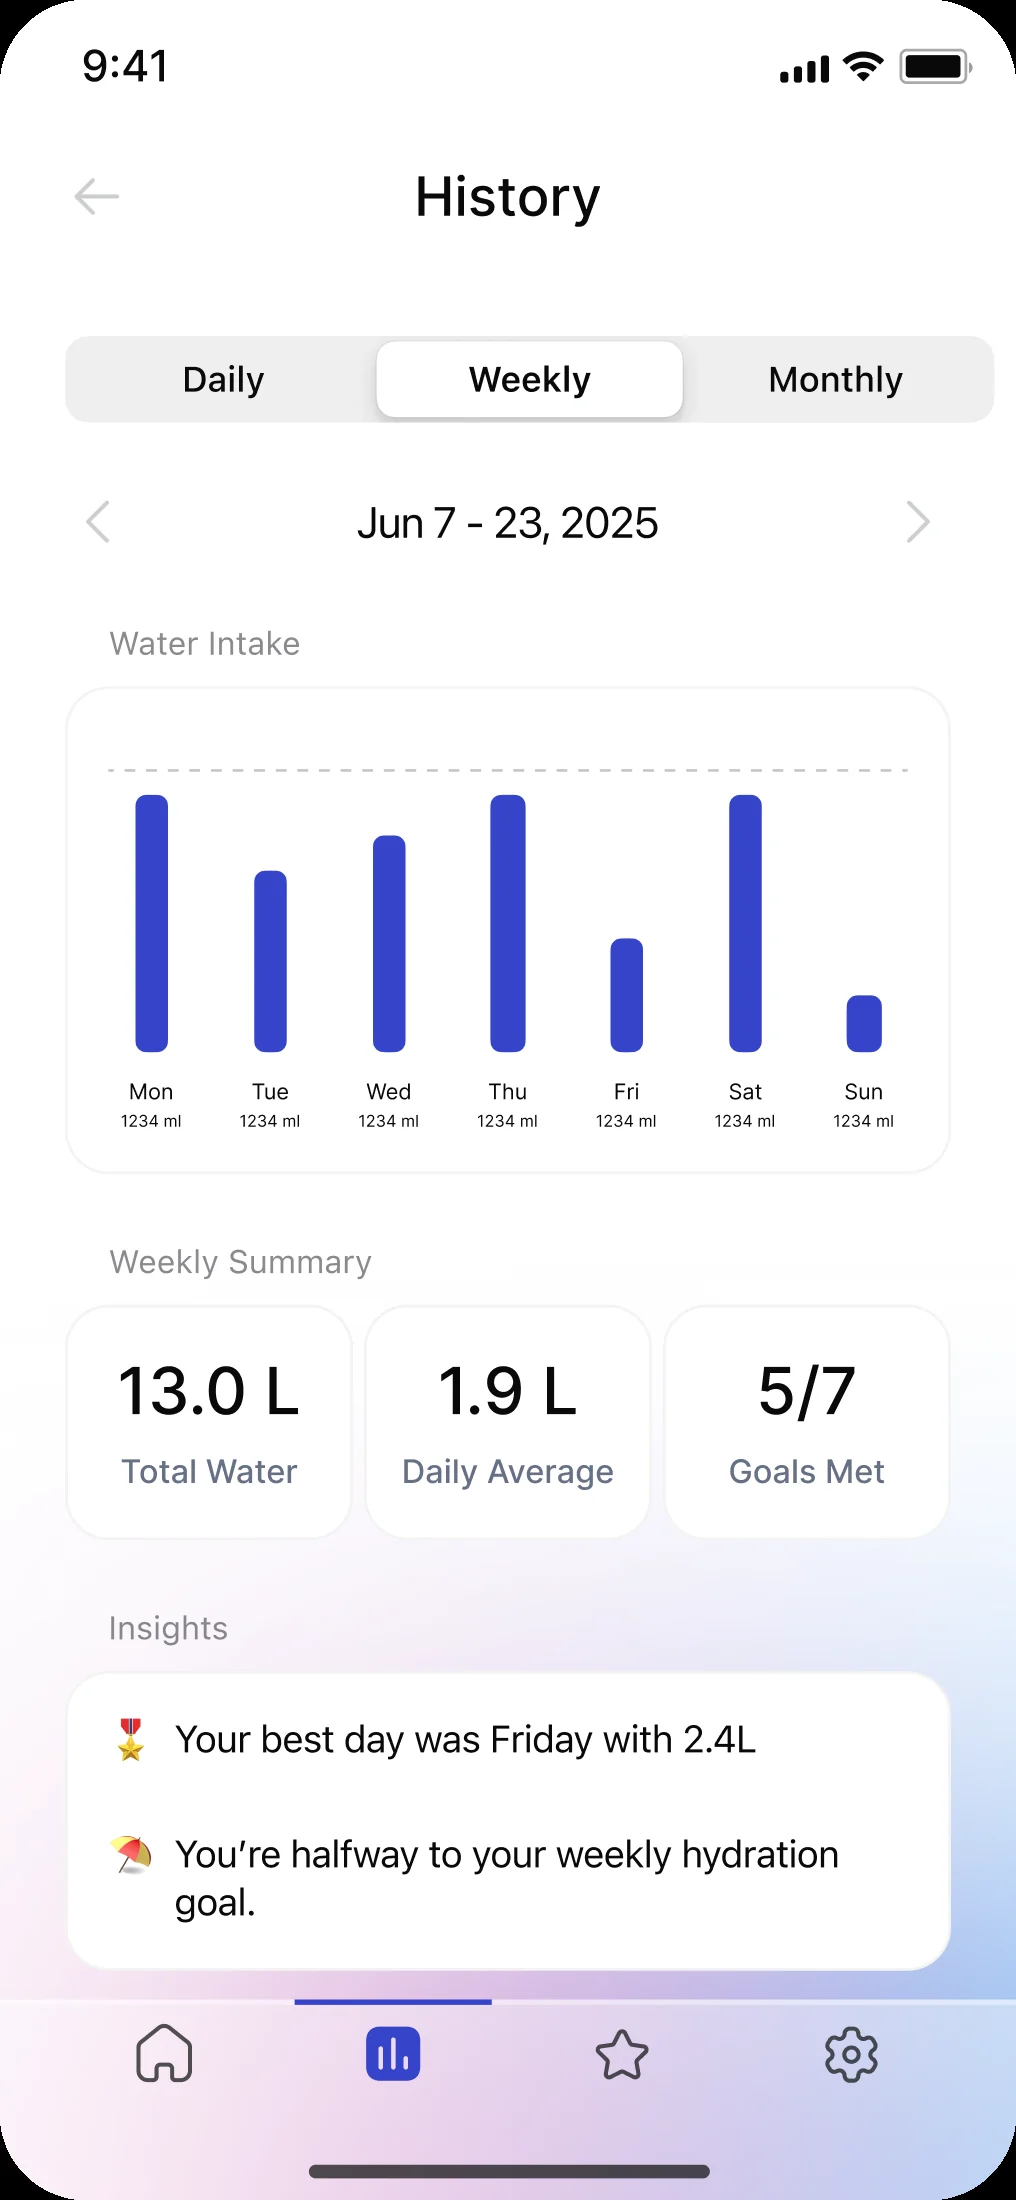 9:41
History
Daily Weekly Monthly
Jun 7 - 23, 2025
Water Intake
Mon Tue Wed Thu Fri Sat Sun
1234 ml 1234 ml 1234 ml 1234 ml 1234 ml 1234 ml 1234 ml
Weekly Summary
13.0 L 1.9 L 5/7
Total Water Daily Average Goals Met
Insights
Your best day was Friday with 2.4L
You’re halfway to your weekly hydration
goal.